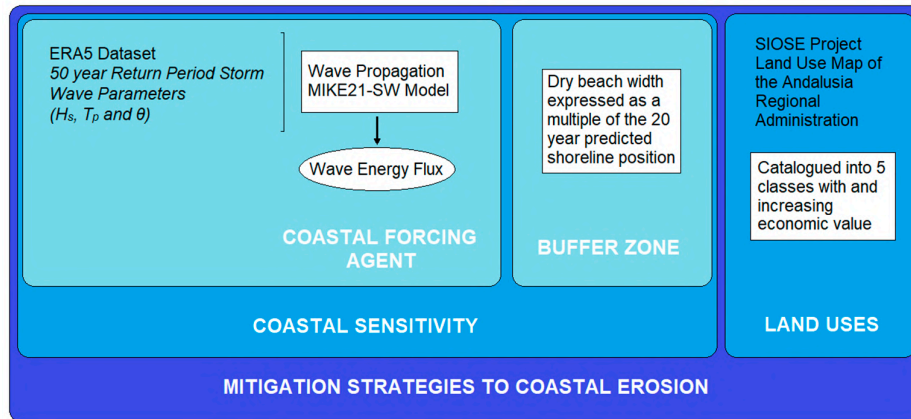 ERA5 Dataset
50 year Return Period Storm
Wave Parameters
(Hs, Tp and θ)
Wave Propagation
MIKE21-SW Model
Wave Energy Flux
COASTAL FORCING
AGENT
Dry beach width
expressed as a
multiple of the 20
year predicted
shoreline position
BUFFER ZONE
COASTAL SENSITIVITY
SIOSE Project
Land Use Map of
the Andalusia
Regional
Administration
Catalogued into 5
classes with and
increasing
economic value
LAND USES
MITIGATION STRATEGIES TO COASTAL EROSION